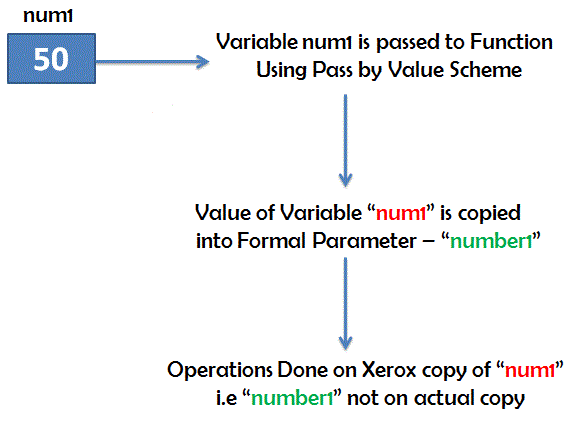 num1
50
Variable num1 is passed to Function
Using Pass by Value Scheme
Value of Variable “num1” is copied
into Formal Parameter – “number1”
Operations Done on Xerox copy of “num1”
i.e “number1” not on actual copy